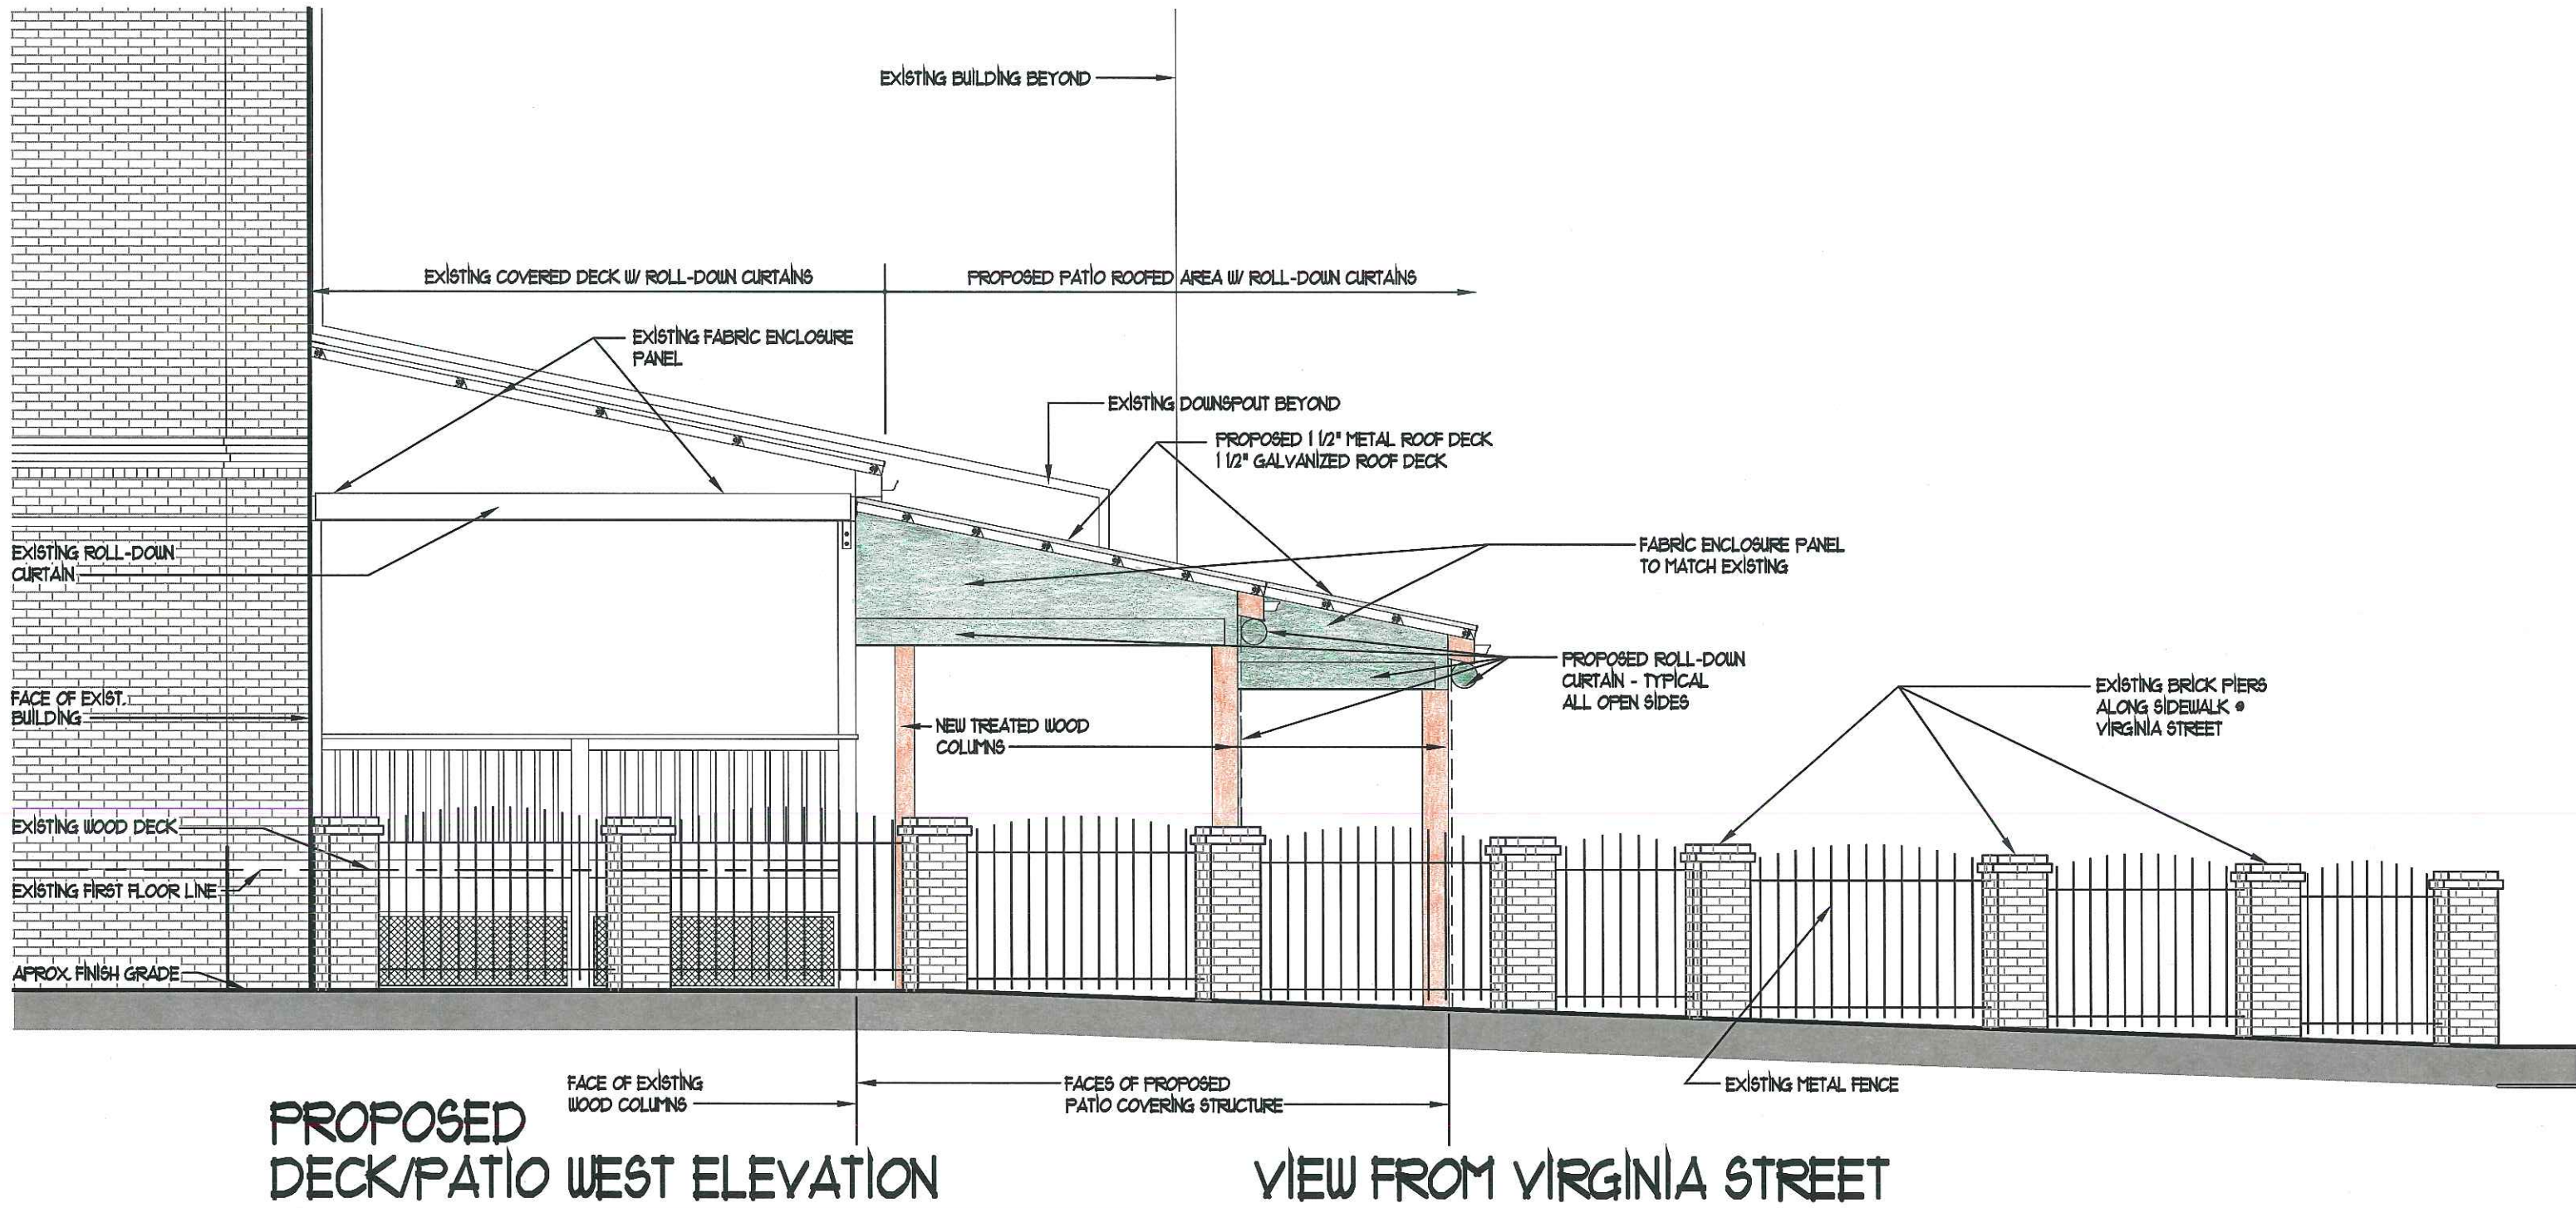 EXISTING BUILDING BEYOND
EXISTING COVERED DECK W/ ROLL-DOWN CURTAINS
PROPOSED PATIO ROOFED AREA W/ ROLL-DOWN CURTAINS
EXISTING FABRIC ENCLOSURE
PANEL
EXISTING DOWNSPOUT BEYOND
PROPOSED 1 1/2" METAL ROOF DECK
1 1/2" GALVANIZED ROOF DECK
EXISTING ROLL-DOWN
CURTAIN
FABRIC ENCLOSURE PANEL
TO MATCH EXISTING
PROPOSED ROLL-DOWN
CURTAIN - TYPICAL
ALL OPEN SIDES
FACE OF EXIST.
BUILDING
NEW TREATED WOOD
COLUMNS
EXISTING BRICK PIERS
ALONG SIDEWALK @
VIRGINIA STREET
EXISTING WOOD DECK
EXISTING FIRST FLOOR LINE
APROX. FINISH GRADE
FACE OF EXISTING
WOOD COLUMNS
FACES OF PROPOSED
PATIO COVERING STRUCTURE
EXISTING METAL FENCE
PROPOSED
DECK/PATIO WEST ELEVATION
VIEW FROM VIRGINIA STREET